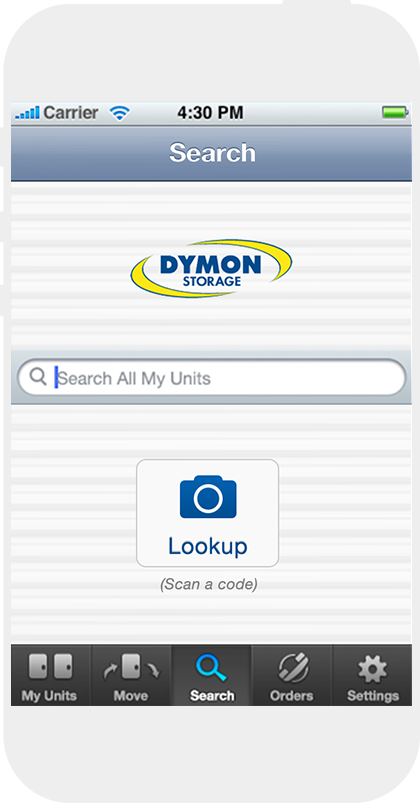 Carrier 4:30 PM
Search
DYMON
STORAGE
Search All My Units
Lookup
(Scan a code)
My Units Move Search Orders Settings